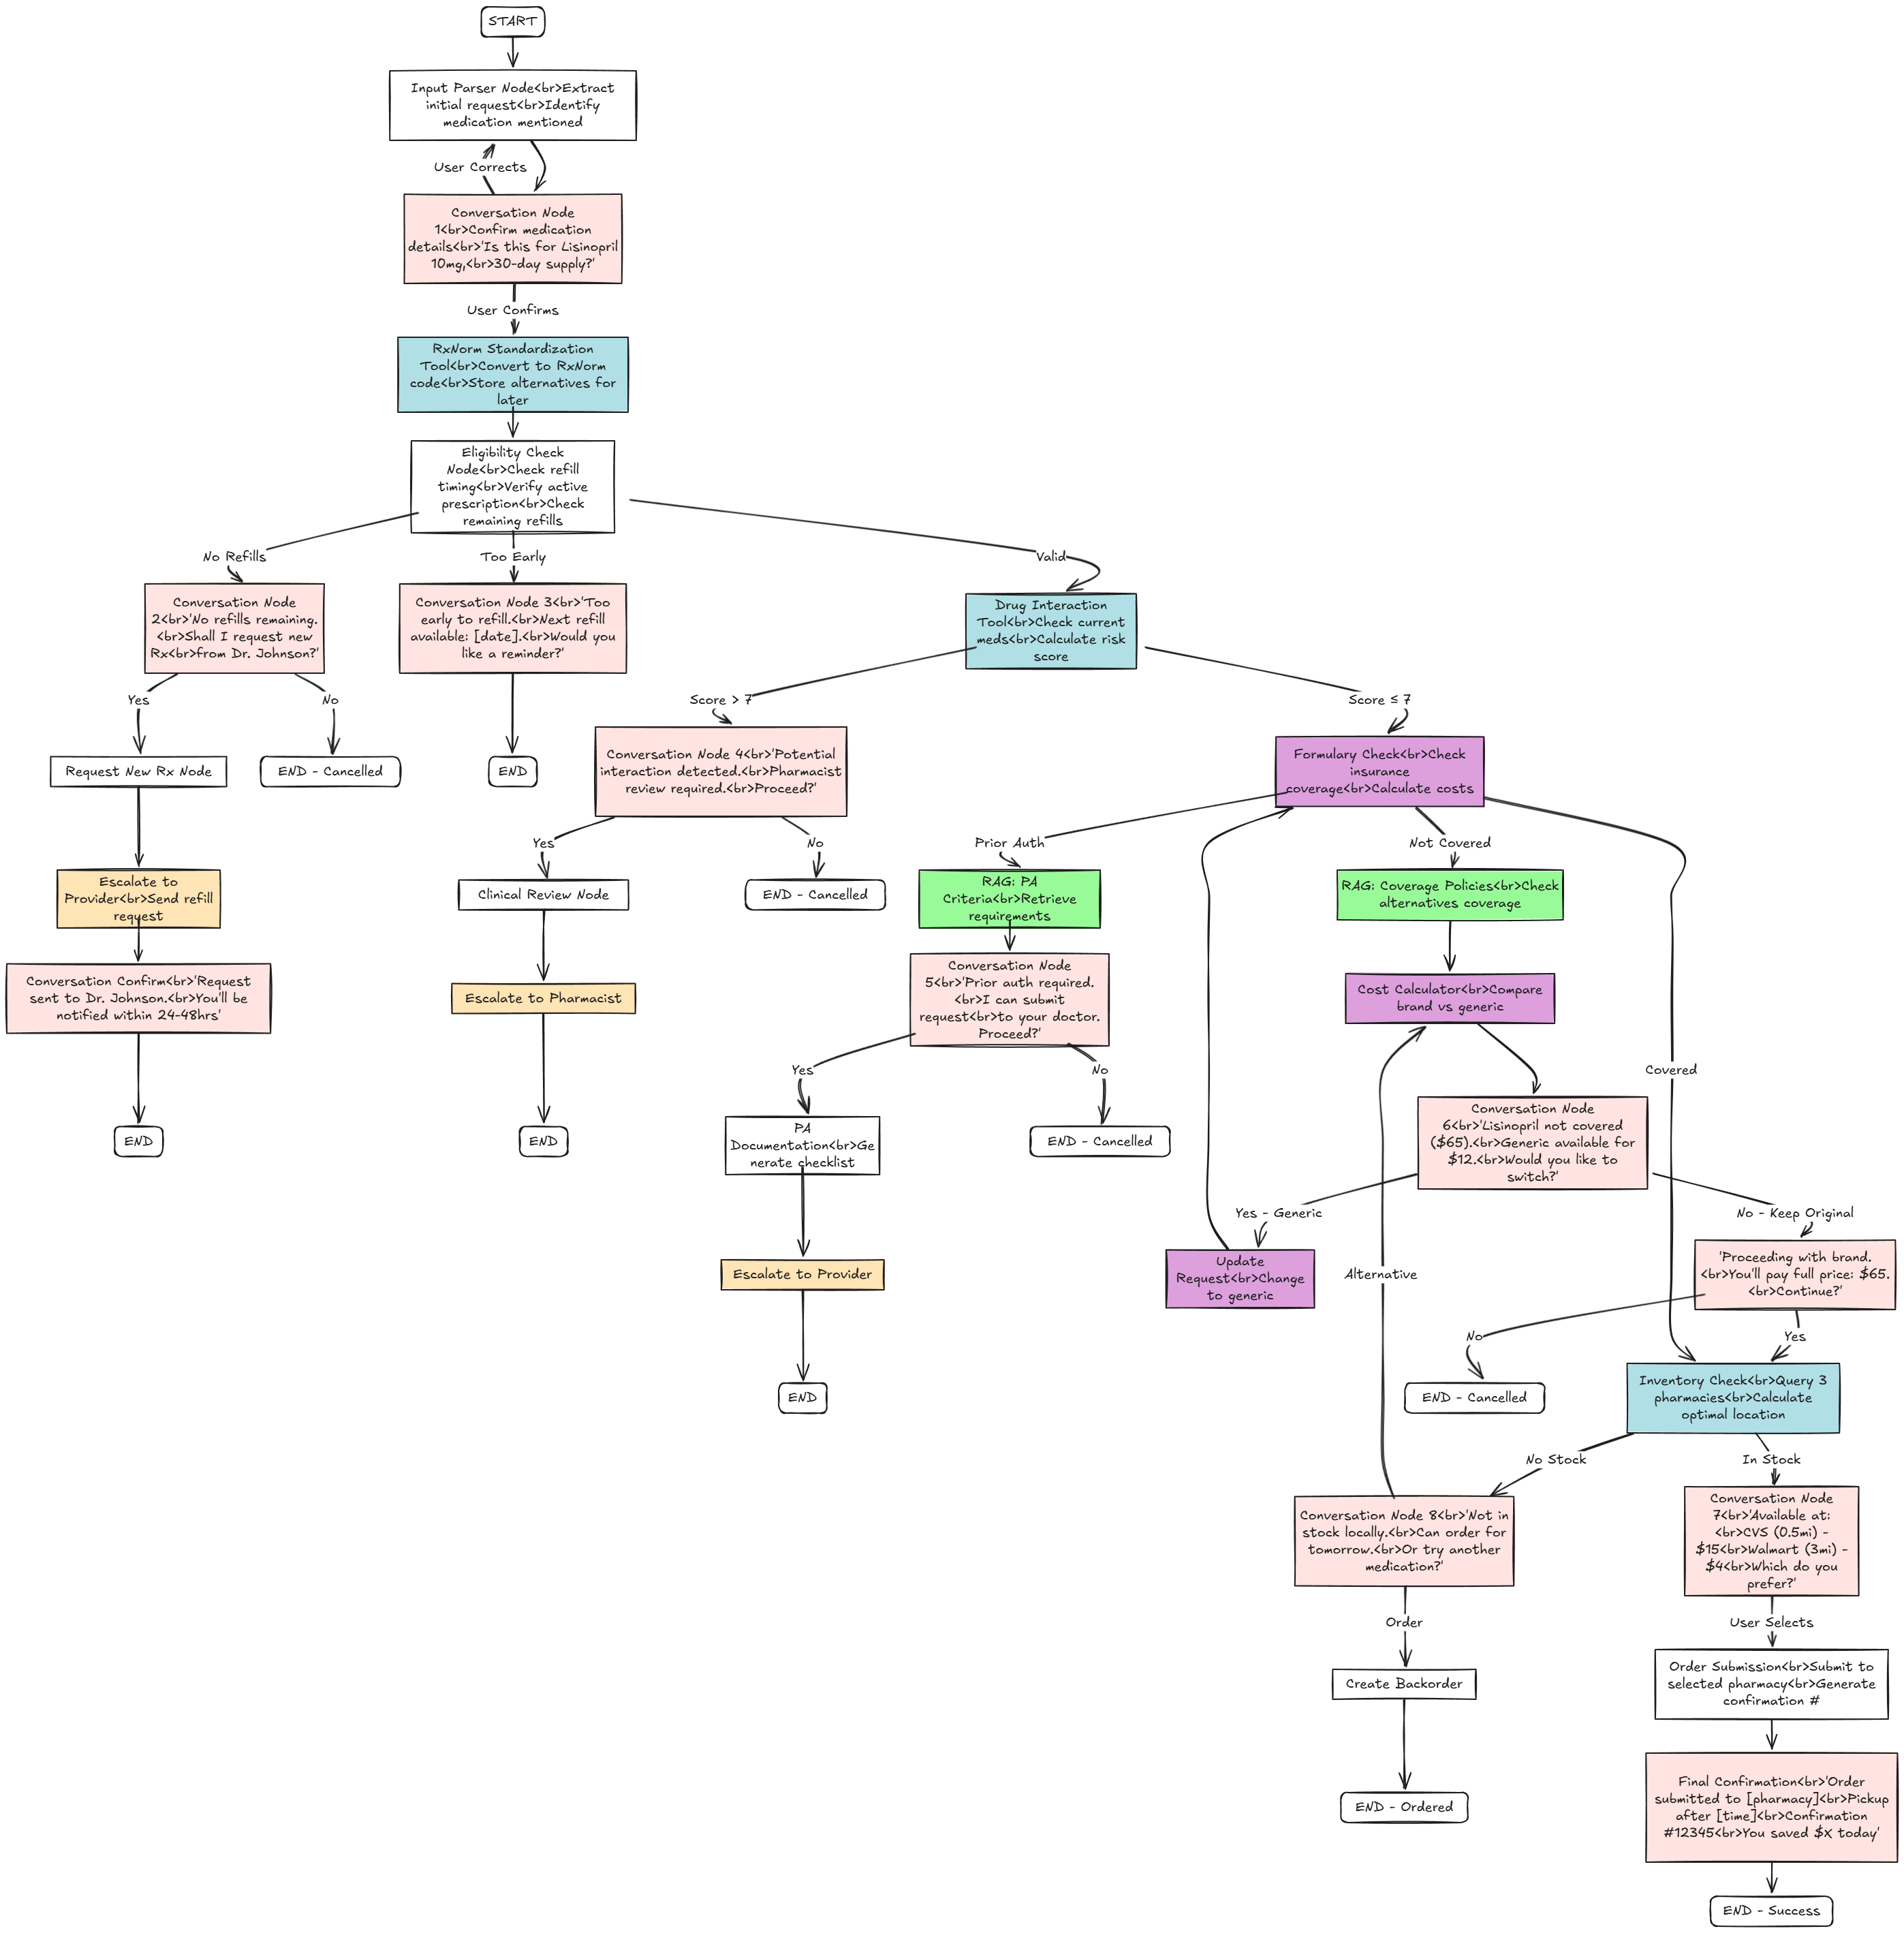 START
Input Parser Node<br>Extract
initial request<br>Identify
medication mentioned
User Corrects
Conversation Node
1<br>Confirm medication
details<br>'Is this for Lisinopril
10mg,<br>30-day supply?'
User Confirms
RxNorm Standardization
Tool<br>Convert to RxNorm
code<br>Store alternatives for
later
Eligibility Check
Node<br>Check refill
timing<br>Verify active
prescription<br>Check
remaining refills
No Refills
Too Early
Valid
Conversation Node
2<br>'No refills remaining.
<br>Shall I request new
Rx<br>from Dr. Johnson?'
Conversation Node 3<br>'Too
early to refill.<br>Next refill
available: [date].<br>Would you
like a reminder?'
Drug Interaction
Tool<br>Check current
meds<br>Calculate risk
score
Yes
No
Score > 7
Score ≤ 7
Request New Rx Node
END - Cancelled
END
Conversation Node 4<br>'Potential
interaction detected.<br>Pharmacist
review required.<br>Proceed?'
Formulary Check<br>Check
insurance
coverage<br>Calculate costs
Yes
No
Prior Auth
Not Covered
Escalate to
Provider<br>Send refill
request
Clinical Review Node
END - Cancelled
RAG: PA
Criteria<br>Retrieve
requirements
RAG: Coverage Policies<br>Check
alternatives coverage
Conversation Confirm<br>'Request
sent to Dr. Johnson.<br>You'll be
notified within 24-48hrs'
Escalate to Pharmacist
Conversation Node
5<br>'Prior auth required.
<br>I can submit
request<br>to your doctor.
Proceed?'
Cost Calculator<br>Compare
brand vs generic
Yes
No
Covered
END
END
PA
Documentation<br>Ge
nerate checklist
END - Cancelled
Conversation Node
6<br>'Lisinopril not covered
($65).<br>Generic available for
$12.<br>Would you like to
switch?'
Yes - Generic
No - Keep Original
Escalate to Provider
Update
Request<br>Change
to generic
Alternative
'Proceeding with brand.
<br>You'll pay full price: $65.
<br>Continue?'
No
Yes
END
END - Cancelled
Inventory Check<br>Query 3
pharmacies<br>Calculate
optimal location
No Stock
In Stock
Conversation Node 8<br>'Not in
stock locally.<br>Can order for
tomorrow.<br>Or try another
medication?'
Conversation Node
7<br>'Available at:
<br>CVS (0.5mi) -
$15<br>Walmart (3mi) -
$4<br>Which do you
prefer?'
Order
User Selects
Create Backorder
Order Submission<br>Submit to
selected pharmacy<br>Generate
confirmation #
END - Ordered
Final Confirmation<br>'Order
submitted to [pharmacy]<br>Pickup
after [time]<br>Confirmation
#12345<br>You saved $X today'
END - Success